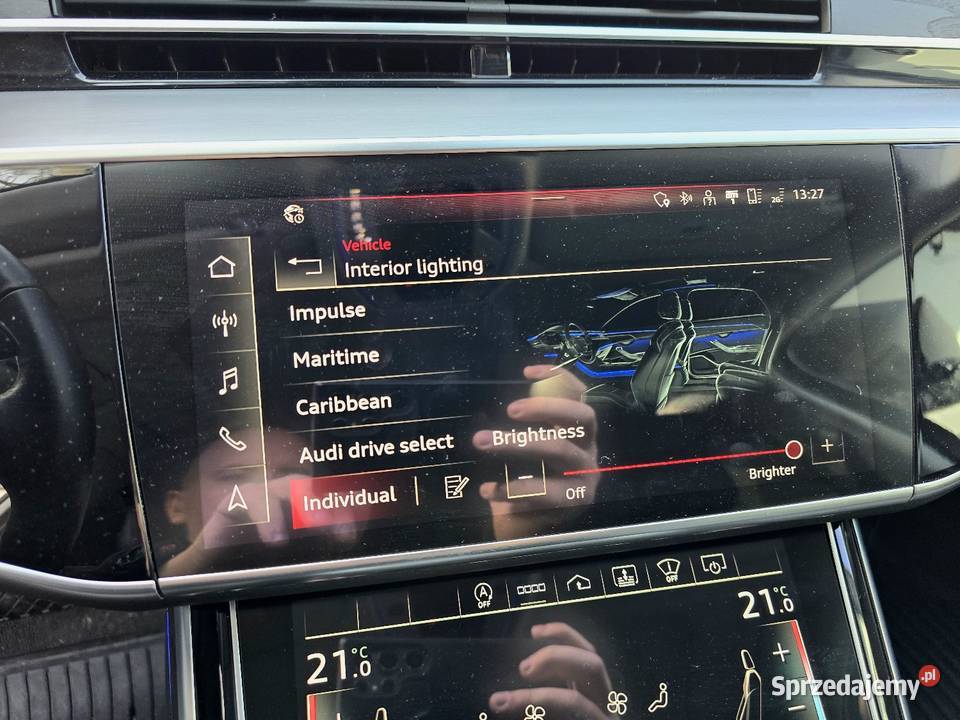 2G 13:27
Vehicle
Interior lighting
Impulse
Maritime
Caribbean
Audi drive select
Individual
Brightness
− +
Off
Brighter
A OFF
OFF
21.0 °C
21.0 °C
+
−
Sprzedajemy.pl